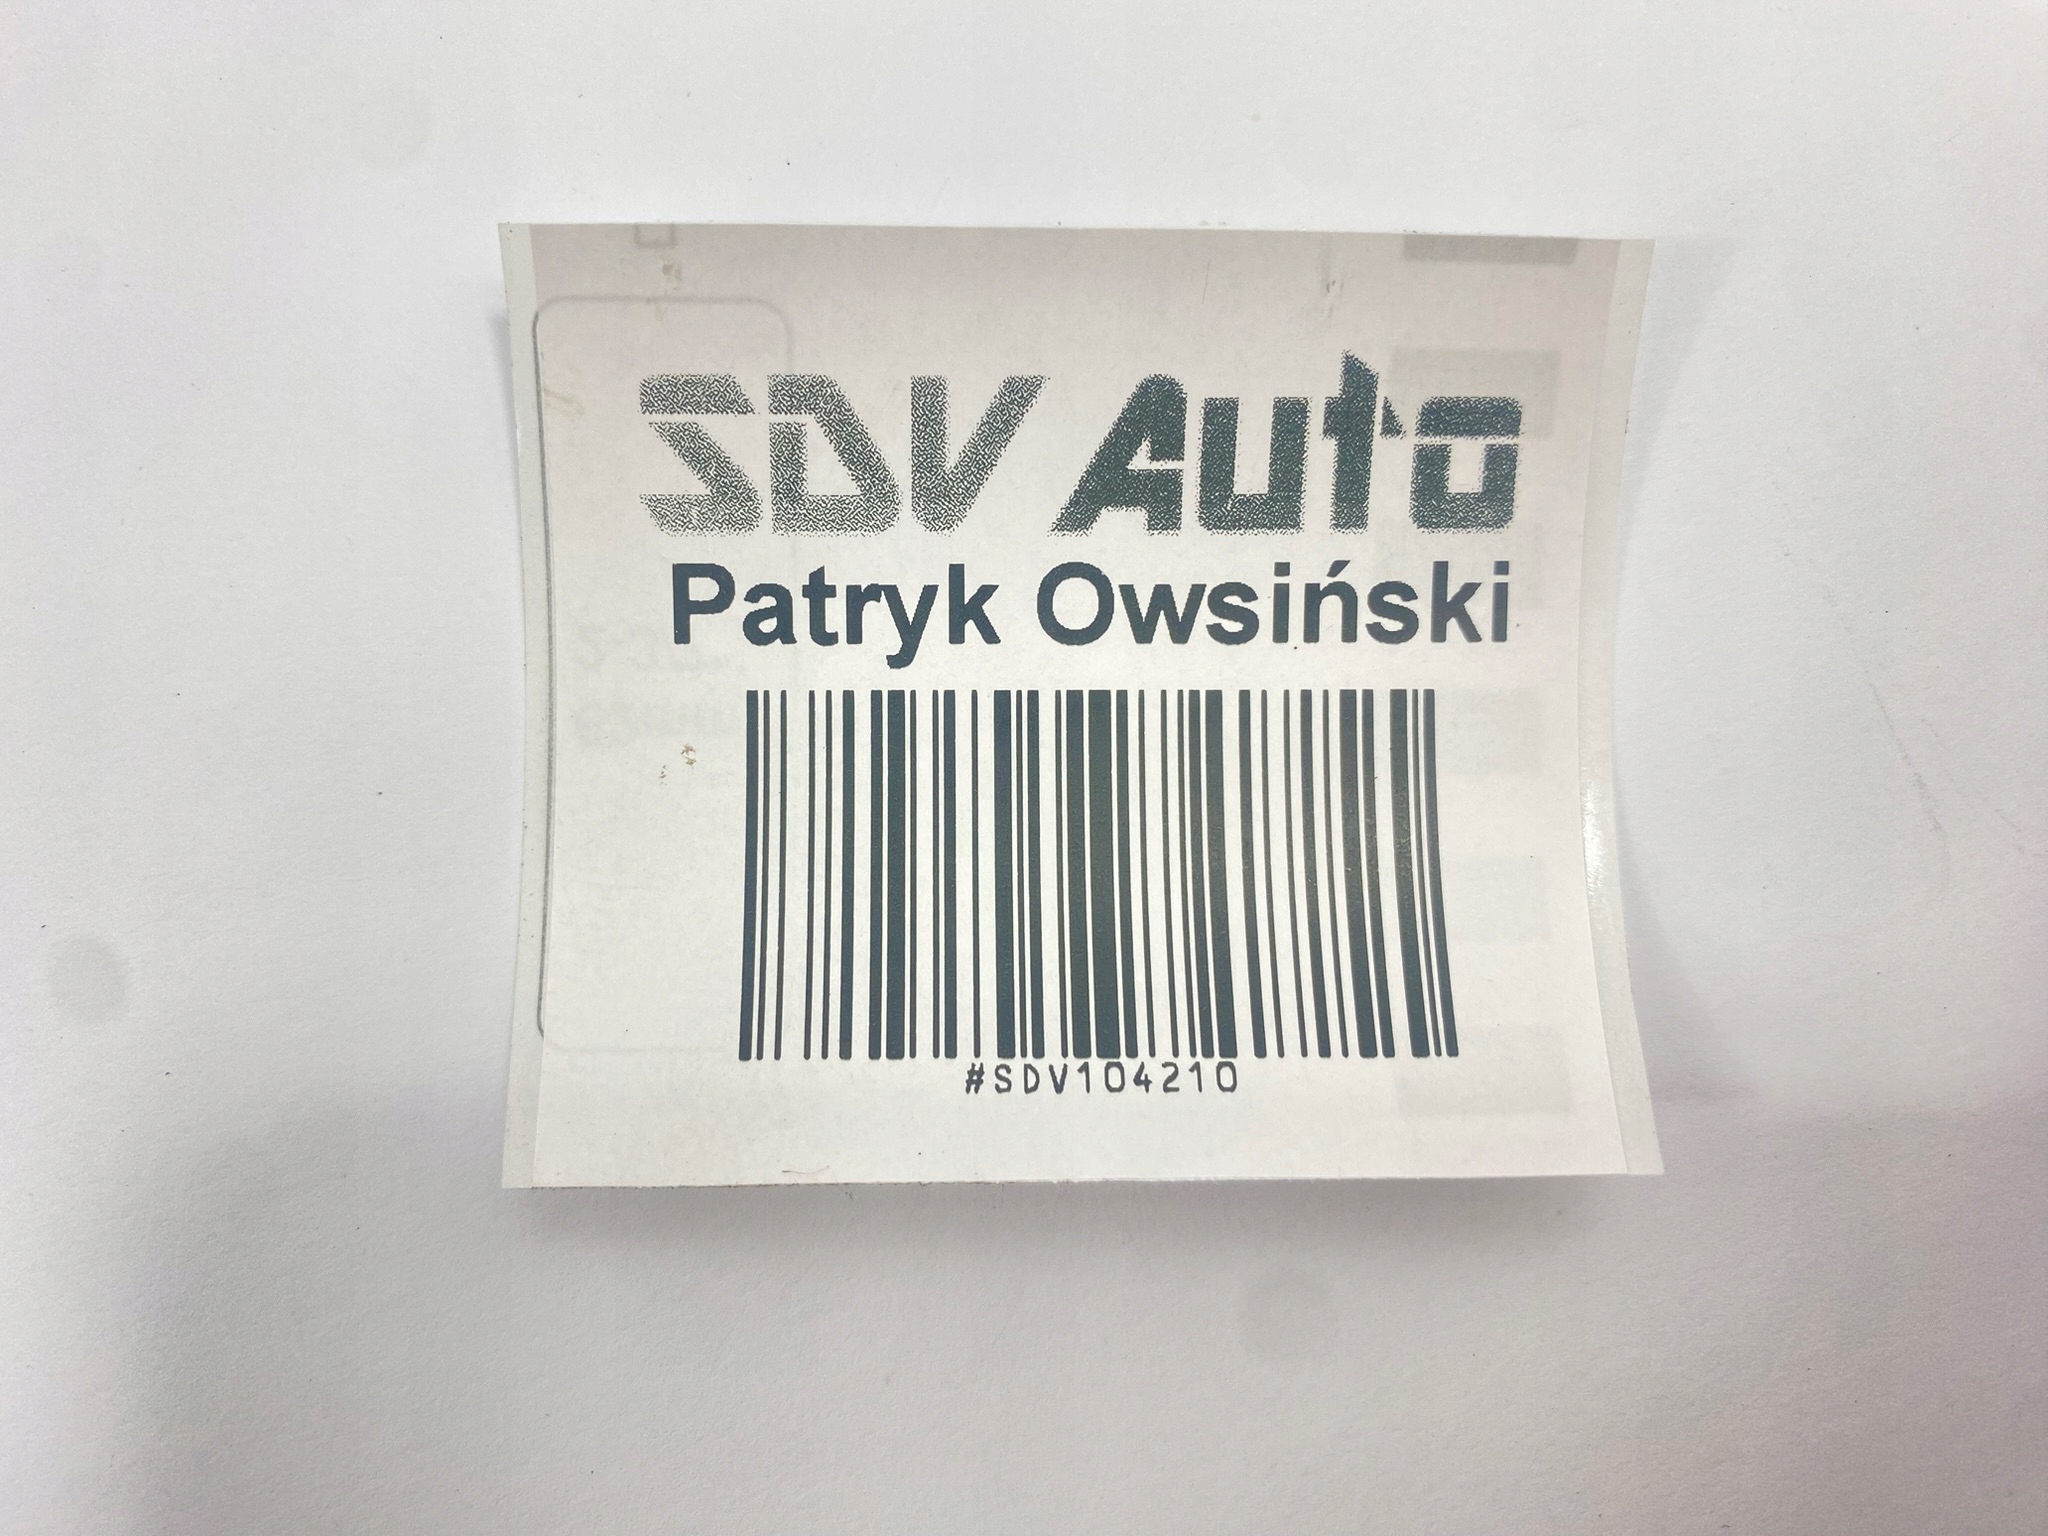 SDV Auto
Patryk Owsiński
#SDV104210